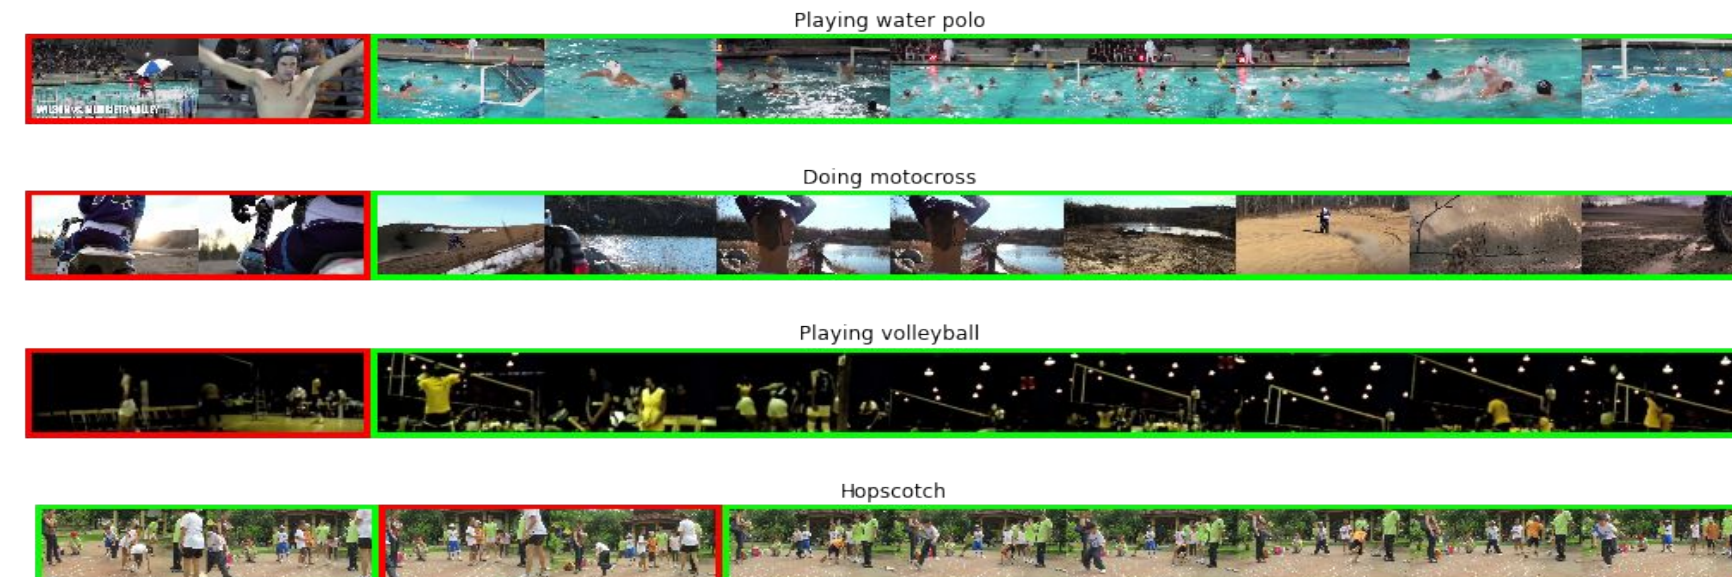 Playing water polo
Doing motocross
Playing volleyball
Hopscotch